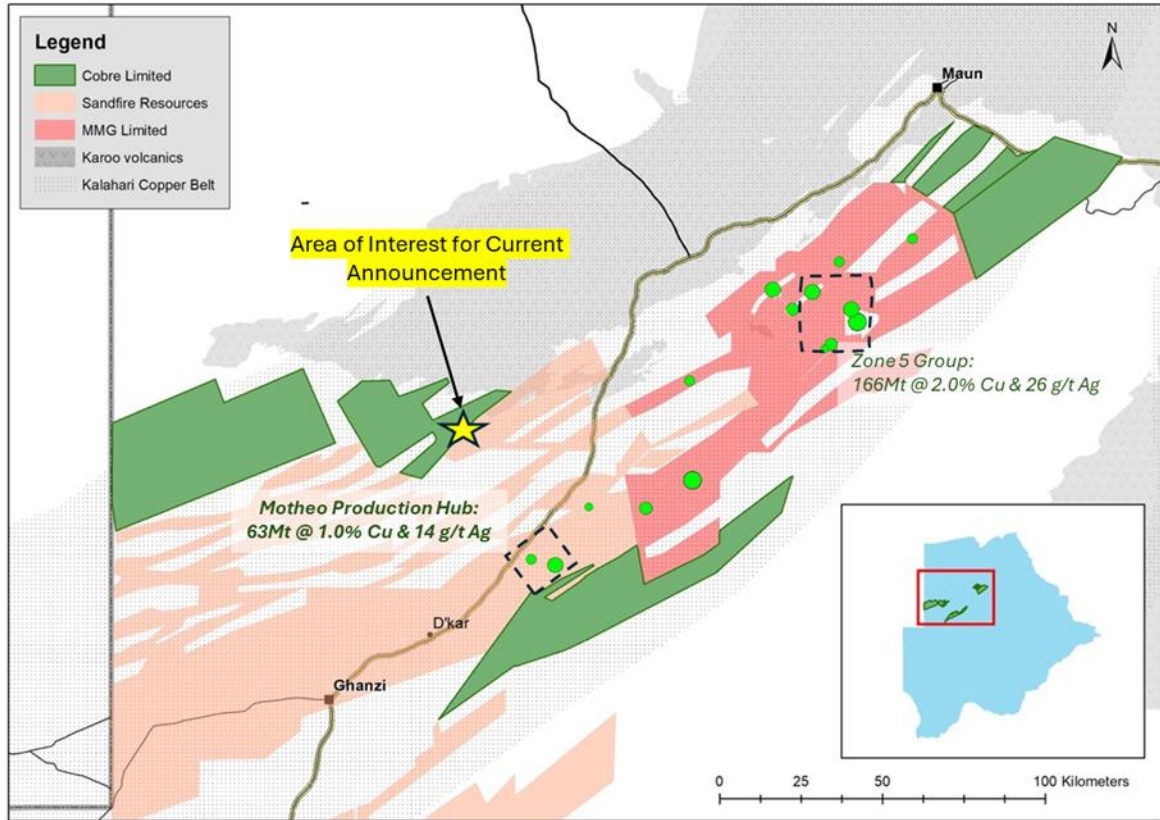 Legend
Cobre Limited
Sandfire Resources
MMG Limited
Karoo volcanics
Kalahari Copper Belt
N
Maun
Area of Interest for Current
Announcement
Zone 5 Group:
166Mt @ 2.0% Cu & 26 g/t Ag
Motheo Production Hub:
63Mt @ 1.0% Cu & 14 g/t Ag
D'kar
Ghanzi
0 25 50 100 Kilometers